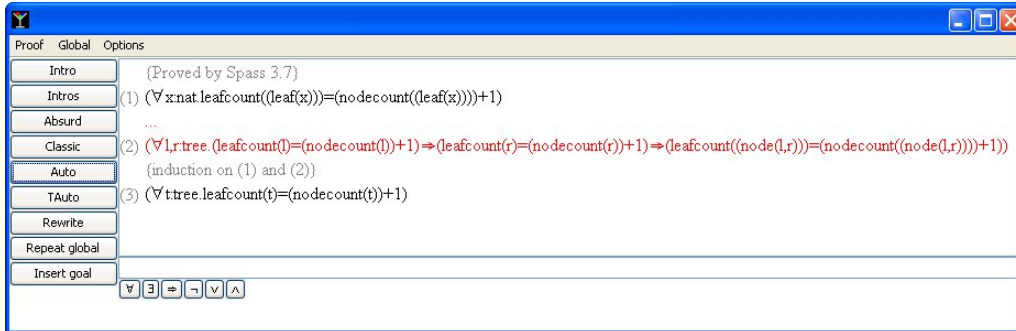 Proof Global Options
Intro
Intros
Absurd
Classic
Auto
TAuto
Rewrite
Repeat global
Insert goal
{Proved by Spass 3.7}
(1) (∀x:nat.leafcount((leaf(x)))=(nodecount((leaf(x))))+1)
...
(2) (∀l,r:tree.(leafcount(l)=(nodecount(l))+1)⇒(leafcount(r)=(nodecount(r))+1)⇒(leafcount((node(l,r)))=(nodecount((node(l,r))))+1))
{induction on (1) and (2)}
(3) (∀t:tree.leafcount(t)=(nodecount(t))+1)
∀ ∃ ⇒ ¬ ∨ ∧